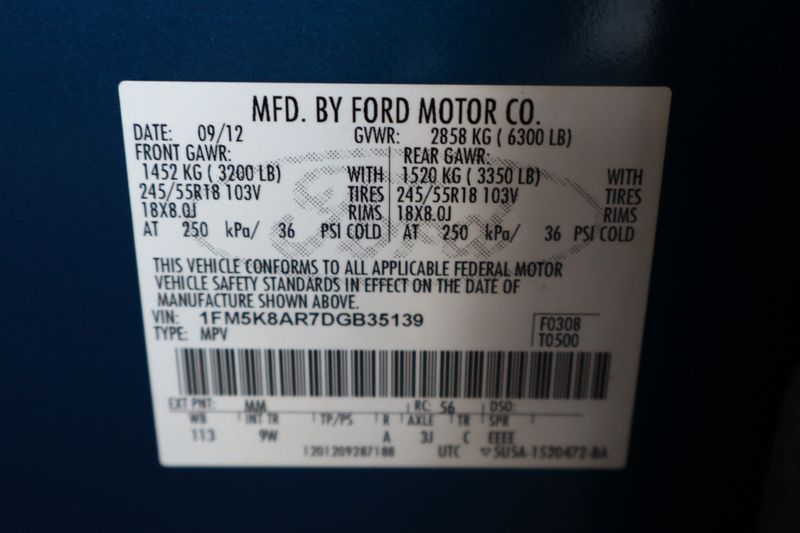 MFD. BY FORD MOTOR CO.
DATE: 09/12 GVWR: 2858 KG ( 6300 LB)
FRONT GAWR: REAR GAWR:
1452 KG ( 3200 LB) WITH 1520 KG ( 3350 LB) WITH
245/55R18 103V TIRES 245/55R18 103V TIRES
18X8.0J RIMS 18X8.0J RIMS
AT 250 kPa/ 36 PSI COLD AT 250 kPa/ 36 PSI COLD
Ford
THIS VEHICLE CONFORMS TO ALL APPLICABLE FEDERAL MOTOR
VEHICLE SAFETY STANDARDS IN EFFECT ON THE DATE OF
MANUFACTURE SHOWN ABOVE.
VIN: 1FM5K8AR7DGB35139 F0308
TYPE: MPV T0500
EXT PNT: MM RC: 56 DSO:
WB INT TR TP/PS R AXLE TR SPR
113 9W A 3J C EEEE
1201209287188 UTC ▽5U5A-1520472-BA